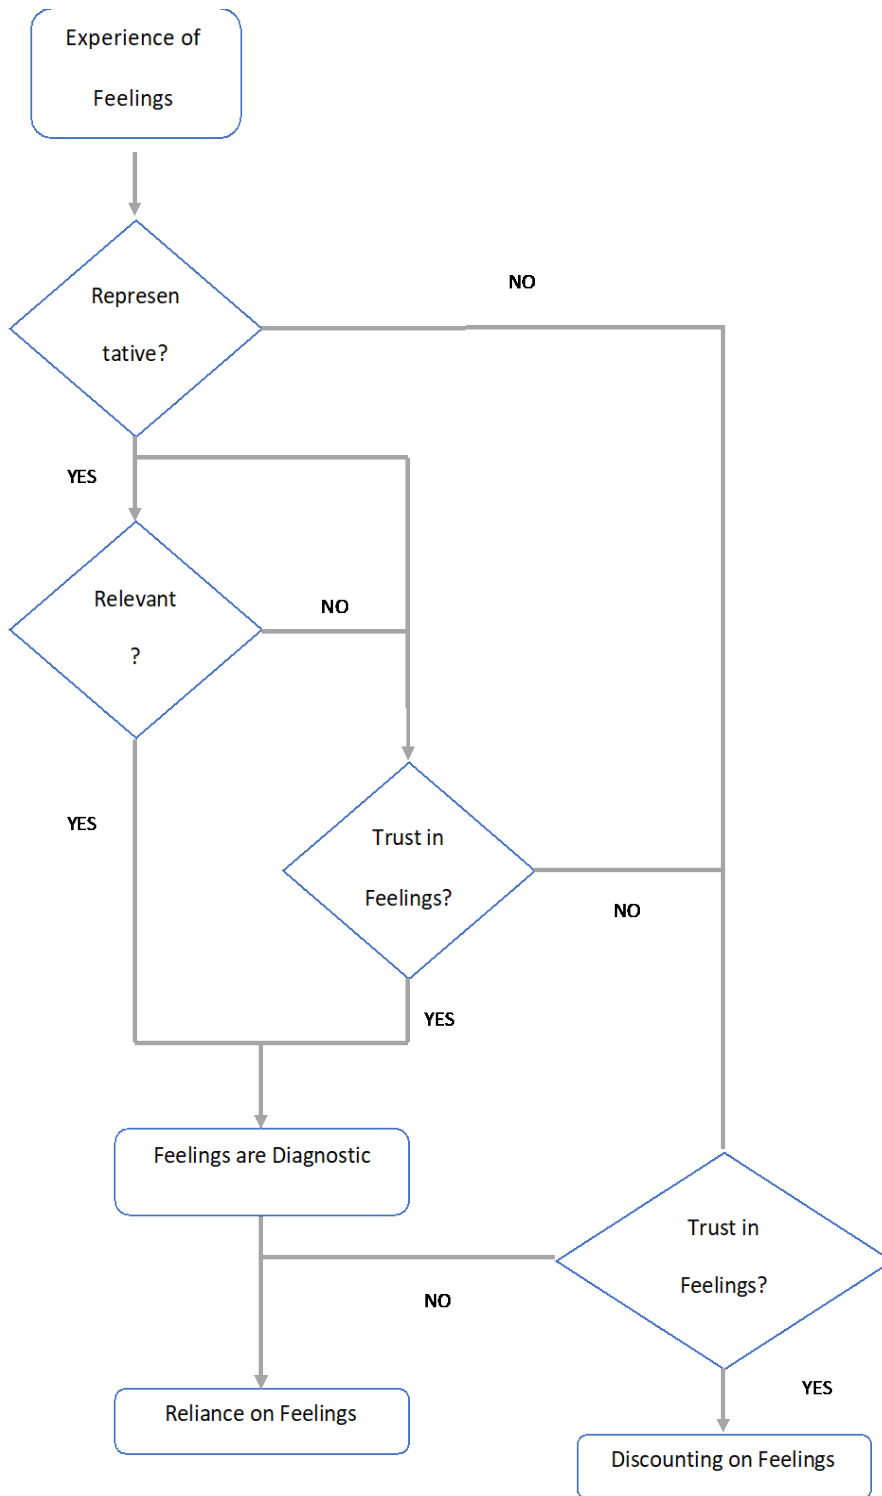 Experience of
Feelings
NO
Represen
tative?
YES
Relevant
?
NO
YES
Trust in
Feelings?
NO
YES
Feelings are Diagnostic
Trust in
Feelings?
NO
YES
Reliance on Feelings
Discounting on Feelings